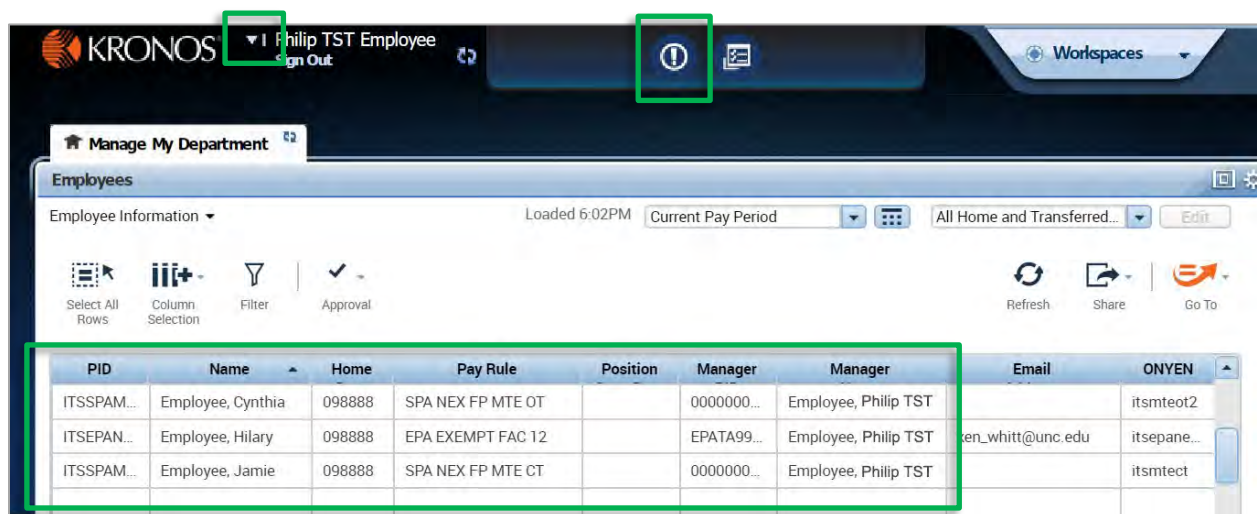 KRONOS Philip TST Employee
Sign Out
Workspaces
Manage My Department
Employees
Employee Information Loaded 6:02PM Current Pay Period All Home and Transferred... Edit
Select All Rows Column Selection Filter Approval Refresh Share Go To
PID Name Home Pay Rule Position Manager Manager Email ONYEN
ITSSPAM... Employee, Cynthia 098888 SPA NEX FP MTE OT 0000000... Employee, Philip TST itsmteot2
ITSEPAN... Employee, Hilary 098888 EPA EXEMPT FAC 12 EPATA99... Employee, Philip TST ken_whitt@unc.edu itsepane...
ITSSPAM... Employee, Jamie 098888 SPA NEX FP MTE CT 0000000... Employee, Philip TST itsmtect